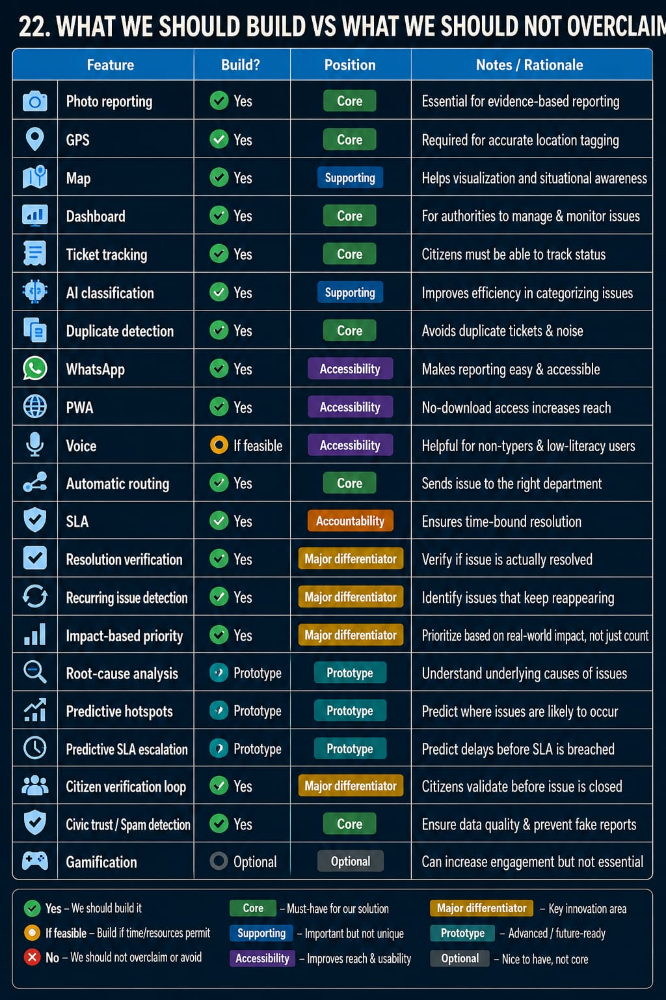 22. WHAT WE SHOULD BUILD VS WHAT WE SHOULD NOT OVERCLAIM
Feature Build? Position Notes / Rationale
Photo reporting Yes Core Essential for evidence-based reporting
GPS Yes Core Required for accurate location tagging
Map Yes Supporting Helps visualization and situational awareness
Dashboard Yes Core For authorities to manage & monitor issues
Ticket tracking Yes Core Citizens must be able to track status
AI classification Yes Supporting Improves efficiency in categorizing issues
Duplicate detection Yes Core Avoids duplicate tickets & noise
WhatsApp Yes Accessibility Makes reporting easy & accessible
PWA Yes Accessibility No-download access increases reach
Voice If feasible Accessibility Helpful for non-typers & low-literacy users
Automatic routing Yes Core Sends issue to the right department
SLA Yes Accountability Ensures time-bound resolution
Resolution verification Yes Major differentiator Verify if issue is actually resolved
Recurring issue detection Yes Major differentiator Identify issues that keep reappearing
Impact-based priority Yes Major differentiator Prioritize based on real-world impact, not just count
Root-cause analysis Prototype Prototype Understand underlying causes of issues
Predictive hotspots Prototype Prototype Predict where issues are likely to occur
Predictive SLA escalation Prototype Prototype Predict delays before SLA is breached
Citizen verification loop Yes Major differentiator Citizens validate before issue is closed
Civic trust / Spam detection Yes Core Ensure data quality & prevent fake reports
Gamification Optional Optional Can increase engagement but not essential
Yes – We should build it Core – Must-have for our solution Major differentiator – Key innovation area
If feasible – Build if time/resources permit Supporting – Important but not unique Prototype – Advanced / future-ready
No – We should not overclaim or avoid Accessibility – Improves reach & usability Optional – Nice to have, not core